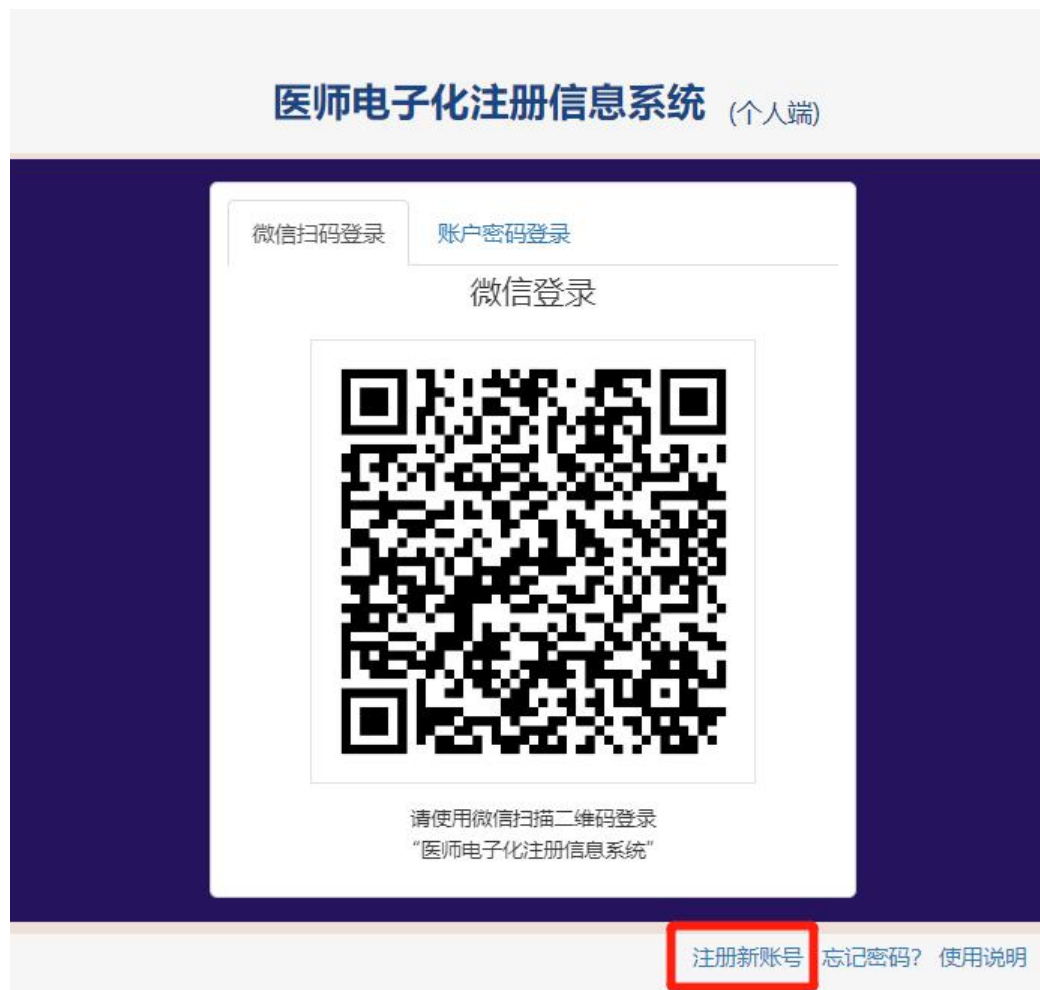 医师电子化注册信息系统 (个人端)
微信扫码登录 账户密码登录
微信登录
请使用微信扫描二维码登录
“医师电子化注册信息系统”
注册新账号 忘记密码? 使用说明